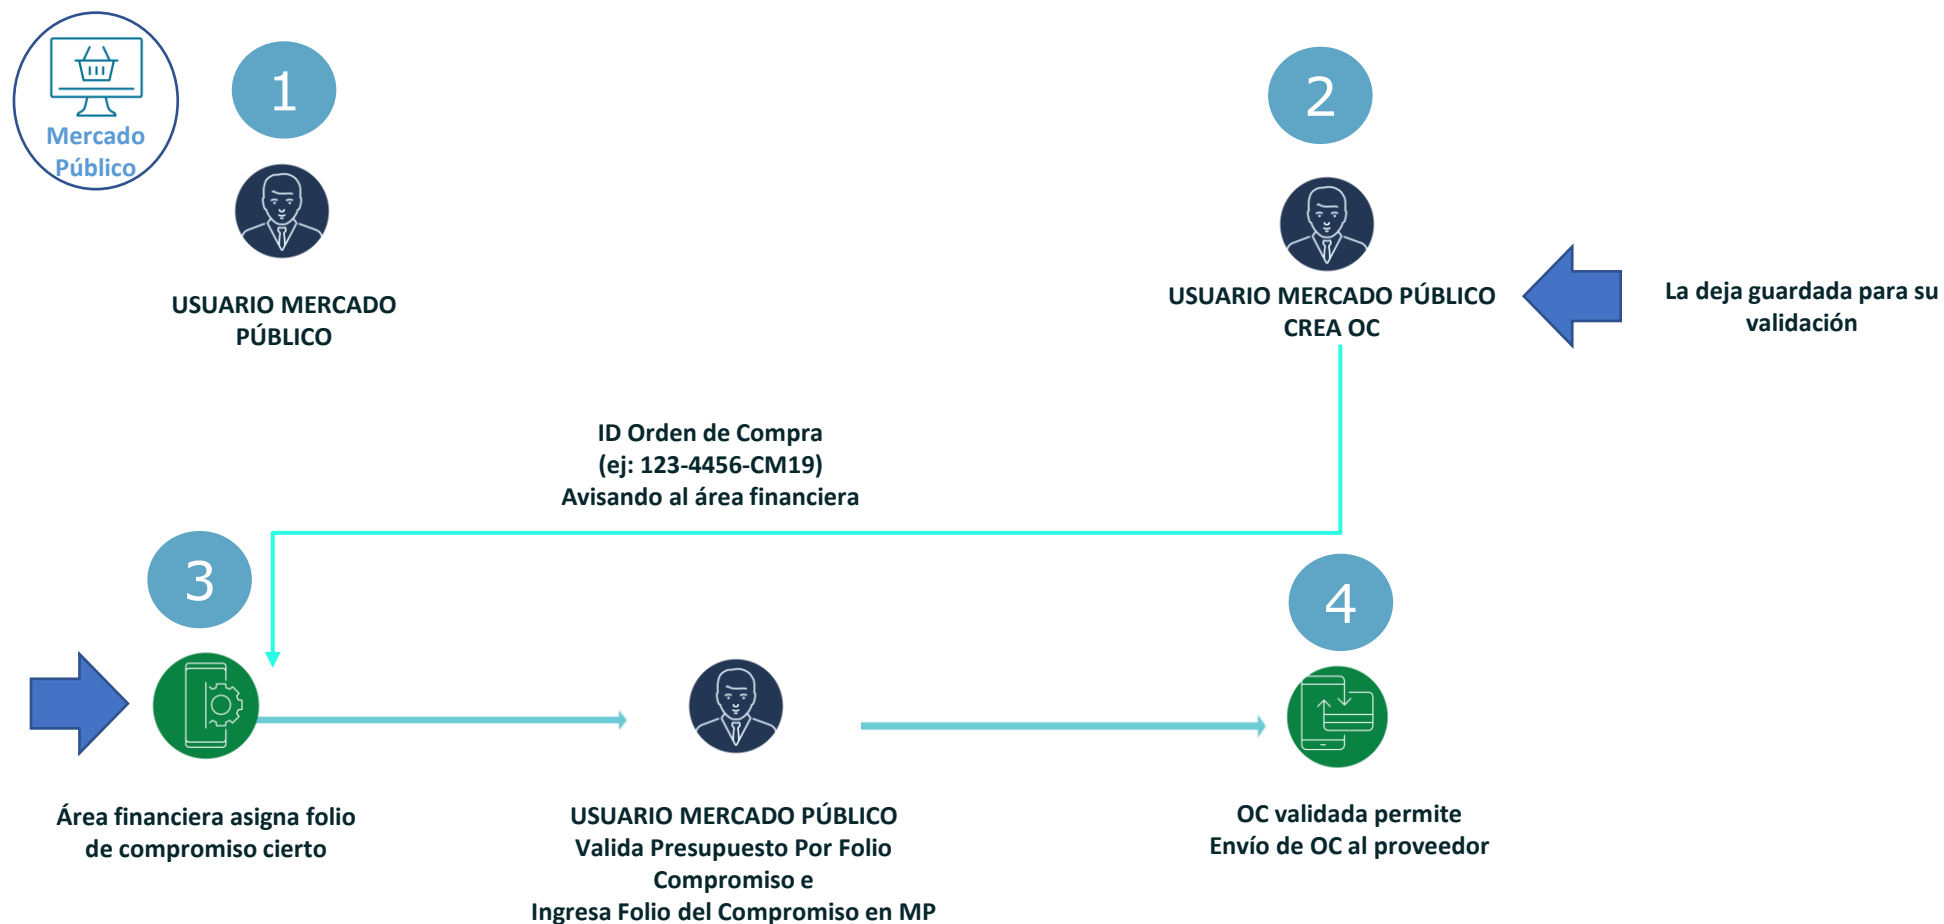 Mercado
Público
1
USUARIO MERCADO
PÚBLICO
2
USUARIO MERCADO PÚBLICO
CREA OC
La deja guardada para su
validación
ID Orden de Compra
(ej: 123-4456-CM19)
Avisando al área financiera
3
Área financiera asigna folio
de compromiso cierto
USUARIO MERCADO PÚBLICO
Valida Presupuesto Por Folio
Compromiso e
Ingresa Folio del Compromiso en MP
4
OC validada permite
Envío de OC al proveedor